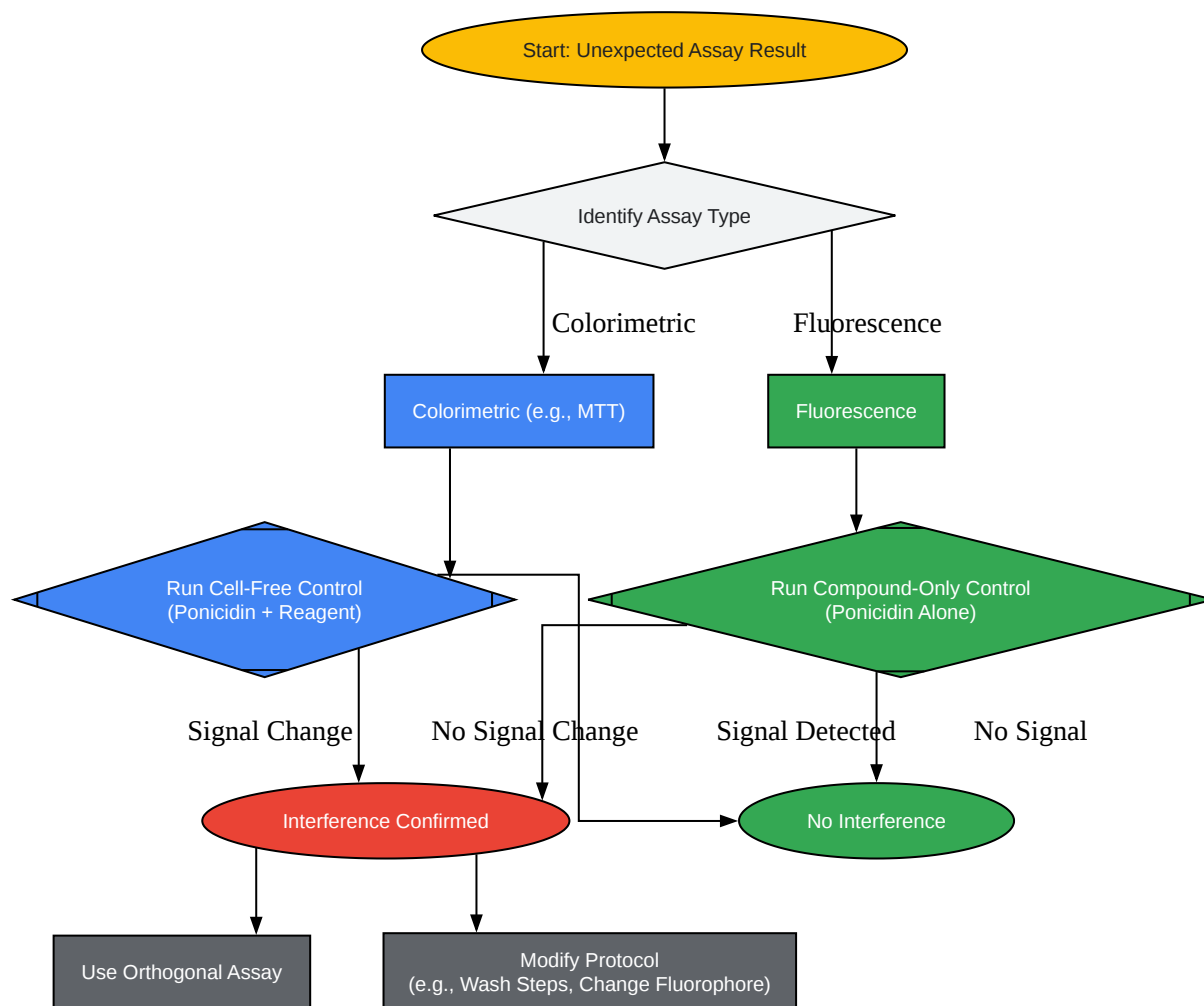 Start: Unexpected Assay Result
Identify Assay Type
Colorimetric
Fluorescence
Colorimetric (e.g., MTT)
Fluorescence
Run Cell-Free Control
(Ponicidin + Reagent)
Run Compound-Only Control
(Ponicidin Alone)
Signal Change
No Signal Change
Signal Detected
No Signal
Interference Confirmed
No Interference
Use Orthogonal Assay
Modify Protocol
(e.g., Wash Steps, Change Fluorophore)